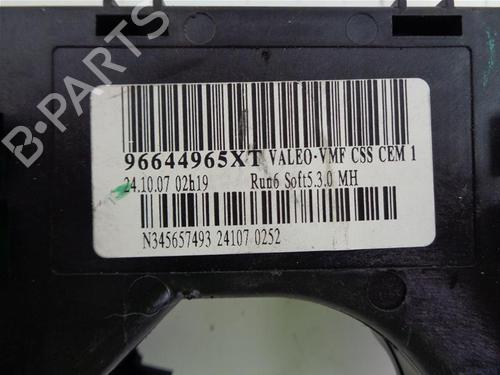 B-PARTS
96644965XT VALEO-VMF CSS CEM 1
24.10.07 02h19 Run6 Soft5.3.0 MH
N345657493 24107 0252